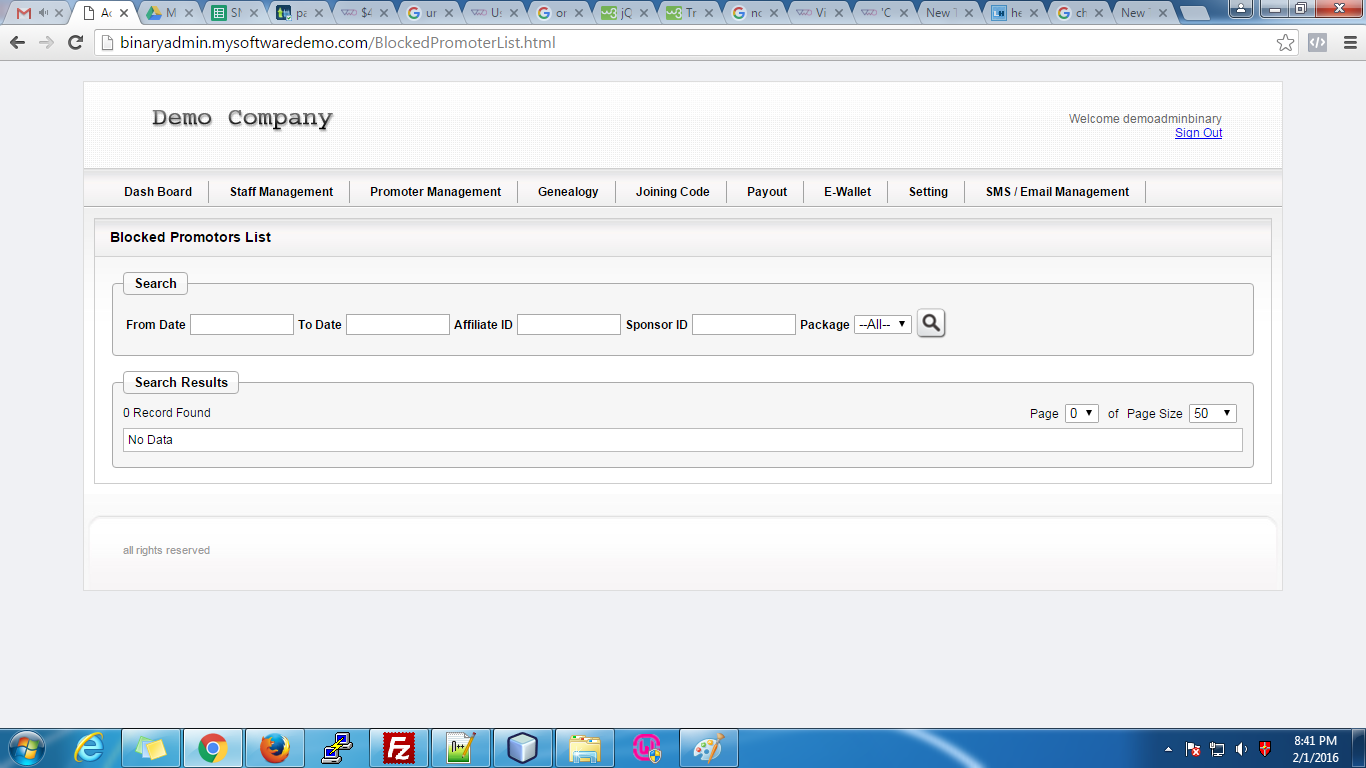 Ac
M
SN
pa
$4
ur
Us
or
jQ
Tr
no
Vi
'C
New T
he
ch
New
binaryadmin.mysoftwaredemo.com/BlockedPromoterList.html
Demo Company
Welcome demoadminbinary
Sign Out
Dash Board Staff Management Promoter Management Genealogy Joining Code Payout E-Wallet Setting SMS / Email Management
Blocked Promotors List
Search
From Date To Date Affiliate ID Sponsor ID Package --All--
Search Results
0 Record Found Page 0 of Page Size 50
No Data
all rights reserved
8:41 PM
2/1/2016